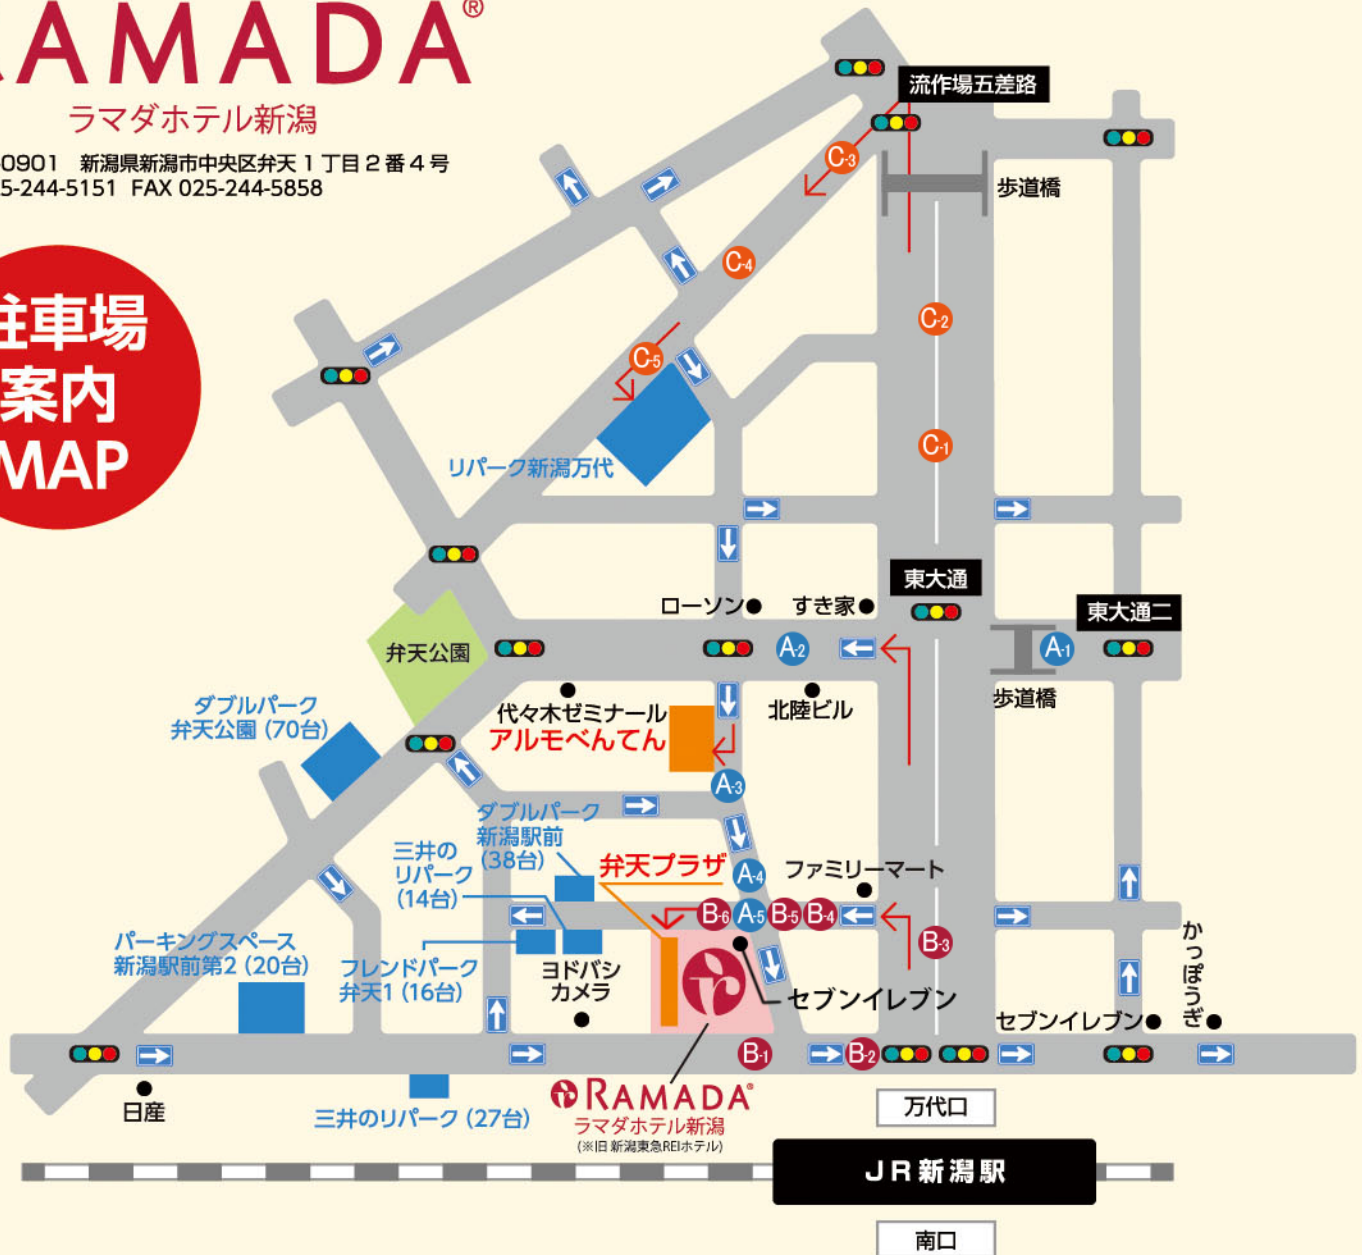 RAMADA®
ラマダホテル新潟
-0901 新潟県新潟市中央区弁天1丁目2番4号
5-244-5151 FAX 025-244-5858
駐車場
案内
MAP
流作場五差路
歩道橋
C-3
C-4
C-2
C-5
C-1
リパーク新潟万代
東大通
ローソン
すき家
東大通二
弁天公園
A-2
A-1
歩道橋
ダブルパーク
弁天公園(70台)
代々木ゼミナール
アルモべんてん
北陸ビル
A-3
ダブルパーク
新潟駅前
(38台)
三井の
リパーク
(14台)
弁天プラザ
A-4
ファミリーマート
B-6
A-5
B-5
B-4
B-3
パーキングスペース
新潟駅前第2(20台)
フレンドパーク
弁天1(16台)
ヨドバシ
カメラ
セブンイレブン
セブンイレブン
かっぽうぎ
B-1
B-2
日産
三井のリパーク(27台)
RAMADA®
ラマダホテル新潟
(※旧 新潟東急REIホテル)
万代口
JR新潟駅
南口